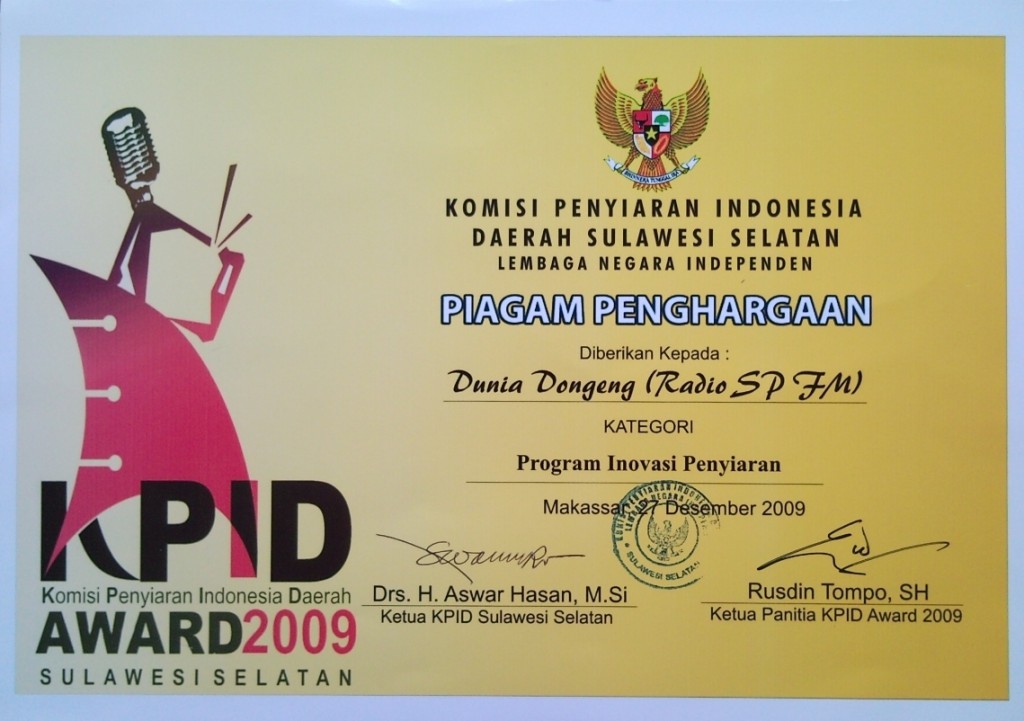 KOMISI PENYIARAN INDONESIA
DAERAH SULAWESI SELATAN
LEMBAGA NEGARA INDEPENDEN
PIAGAM PENGHARGAAN
Diberikan Kepada :
Dunia Dongeng (Radio SP FM)
KATEGORI
Program Inovasi Penyiaran
Makassar, 27 Desember 2009
Drs. H. Aswar Hasan, M.Si
Ketua KPID Sulawesi Selatan
Rusdin Tompo, SH
Ketua Panitia KPID Award 2009
SULAWESI SELATAN
KPID
Komisi Penyiaran Indonesia Daerah
AWARD2009
SULAWESI SELATAN